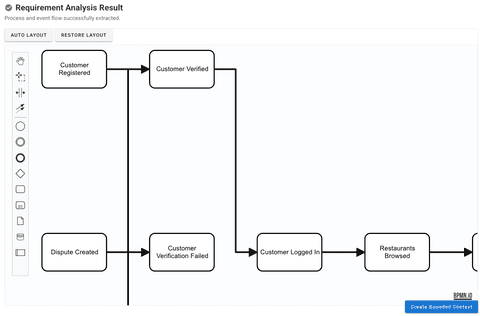 Requirement Analysis Result
Process and event flow successfully extracted.
AUTO LAYOUT
RESTORE LAYOUT
Customer
Registered
Customer Verified
Dispute Created
Customer
Verification Failed
Customer Logged In
Restaurants
Browsed
BPMN.iO
Create Bounded Context